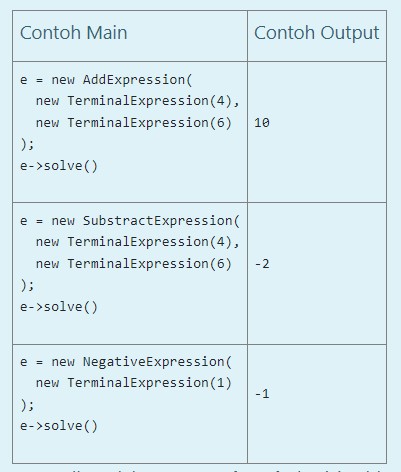 Contoh Main
Contoh Output
e = new AddExpression(
new TerminalExpression(4),
new TerminalExpression(6)
);
e->solve()
10
e = new SubstractExpression(
new TerminalExpression(4),
new TerminalExpression(6)
);
e->solve()
-2
e = new NegativeExpression(
new TerminalExpression(1)
);
e->solve()
-1